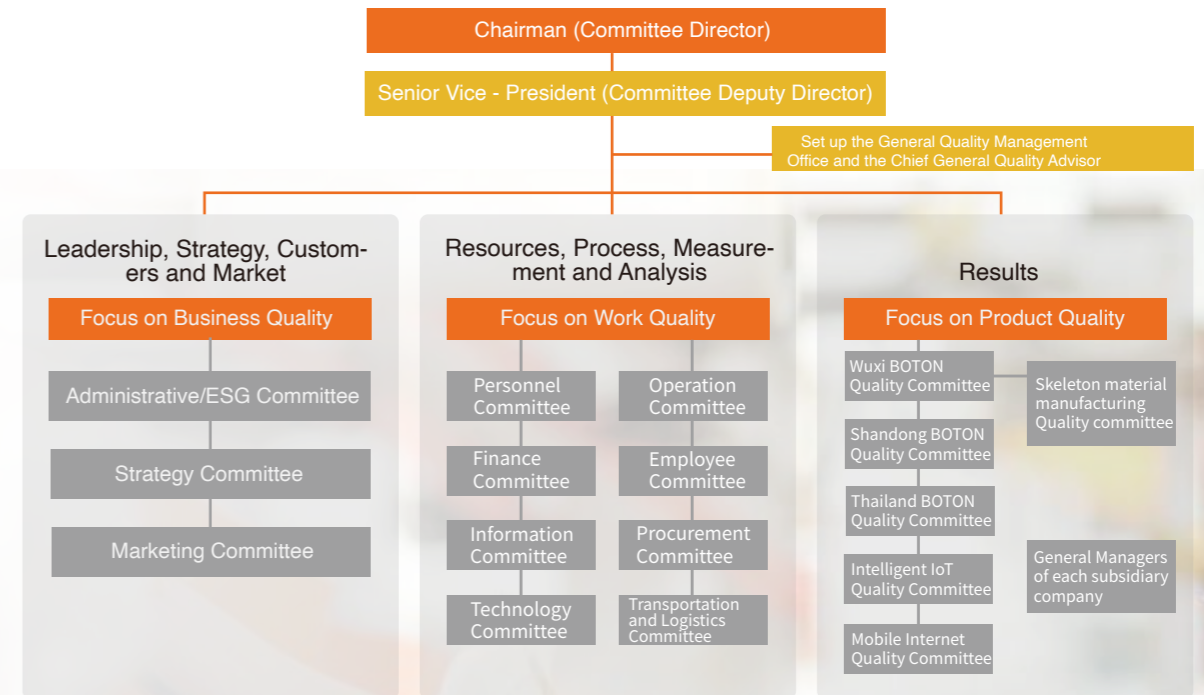 Chairman (Committee Director)
Senior Vice - President (Committee Deputy Director)
Set up the General Quality Management
Office and the Chief General Quality Advisor
Leadership, Strategy, Custom-
ers and Market
Focus on Business Quality
Administrative/ESG Committee
Strategy Committee
Marketing Committee
Resources, Process, Measure-
ment and Analysis
Focus on Work Quality
Personnel
Committee
Finance
Committee
Information
Committee
Technology
Committee
Operation
Committee
Employee
Committee
Procurement
Committee
Transportation
and Logistics
Committee
Results
Focus on Product Quality
Wuxi BOTON
Quality Committee
Shandong BOTON
Quality Committee
Thailand BOTON
Quality Committee
Intelligent IoT
Quality Committee
Mobile Internet
Quality Committee
Skeleton material
manufacturing
Quality committee
General Managers
of each subsidiary
company